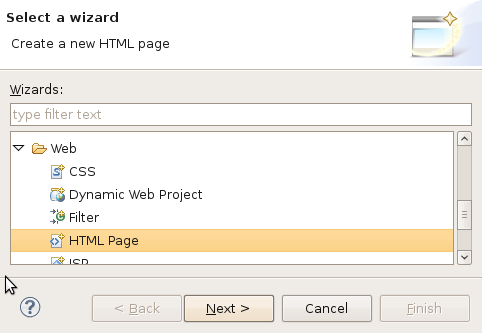 Select a wizard
Create a new HTML page
Wizards:
type filter text
Web
CSS
Dynamic Web Project
Filter
HTML Page
JSP
< Back
Next >
Cancel
Finish